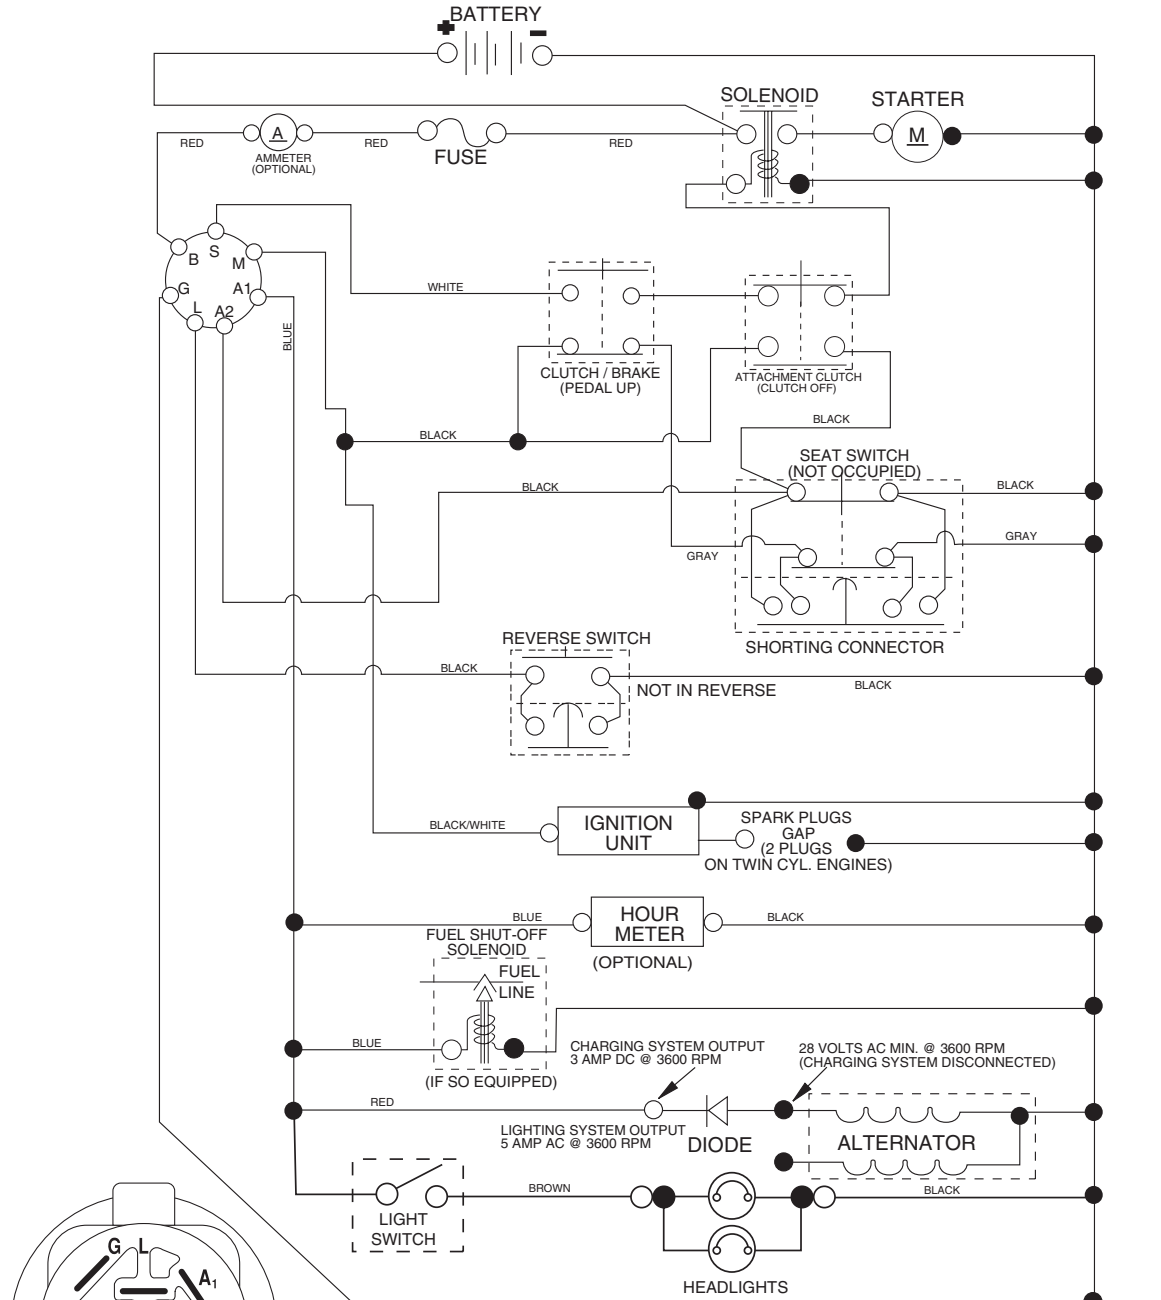 BATTERY
SOLENOID
STARTER
RED
A
RED
FUSE
RED
M
AMMETER
(OPTIONAL)
S
B
M
G
A1
L
A2
BLUE
WHITE
CLUTCH / BRAKE
(PEDAL UP)
ATTACHMENT CLUTCH
(CLUTCH OFF)
BLACK
BLACK
SEAT SWITCH
(NOT OCCUPIED)
BLACK
BLACK
GRAY
GRAY
SHORTING CONNECTOR
REVERSE SWITCH
BLACK
NOT IN REVERSE
BLACK
BLACK/WHITE
IGNITION
UNIT
SPARK PLUGS
GAP
(2 PLUGS
ON TWIN CYL. ENGINES)
BLUE
HOUR
METER
BLACK
(OPTIONAL)
FUEL SHUT-OFF
SOLENOID
FUEL
LINE
BLUE
(IF SO EQUIPPED)
CHARGING SYSTEM OUTPUT
3 AMP DC @ 3600 RPM
28 VOLTS AC MIN. @ 3600 RPM
(CHARGING SYSTEM DISCONNECTED)
RED
LIGHTING SYSTEM OUTPUT
5 AMP AC @ 3600 RPM
DIODE
ALTERNATOR
BROWN
BLACK
LIGHT
SWITCH
HEADLIGHTS
G L
A1